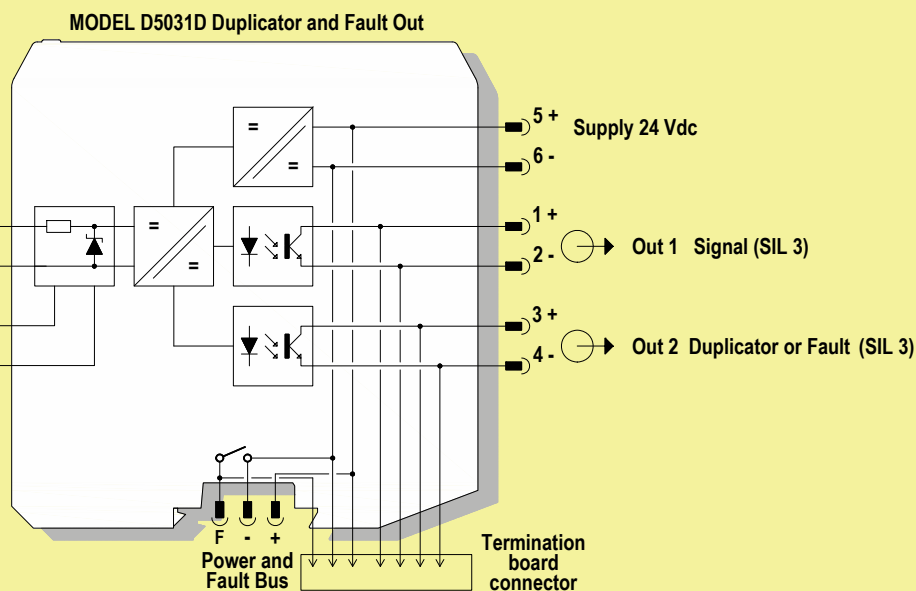 MODEL D5031D Duplicator and Fault Out
5 +
Supply 24 Vdc
6 -
1 +
2 -
Out 1 Signal (SIL 3)
3 +
4 -
Out 2 Duplicator or Fault (SIL 3)
=
=
=
=
F - +
Power and
Fault Bus
Termination
board
connector